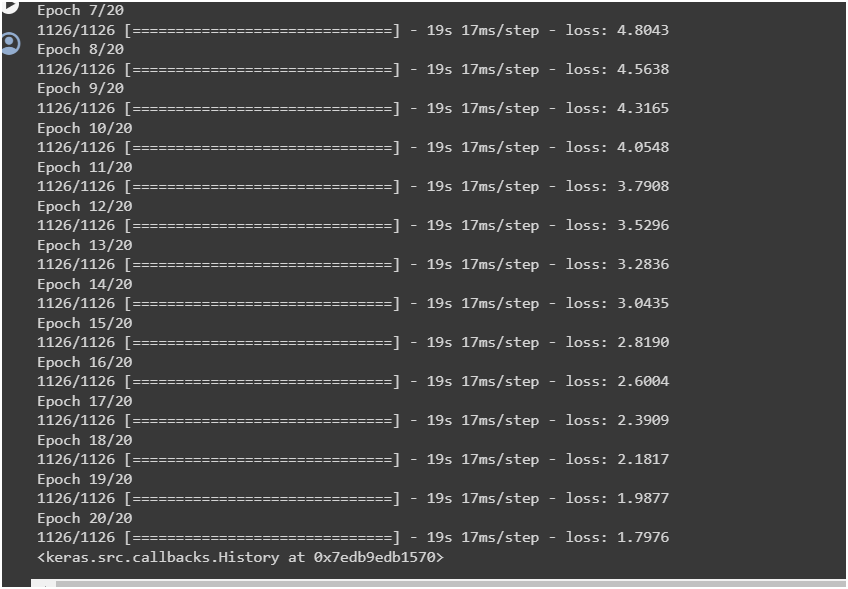 Epoch 7/20
1126/1126 [==============================] - 19s 17ms/step - loss: 4.8043
Epoch 8/20
1126/1126 [==============================] - 19s 17ms/step - loss: 4.5638
Epoch 9/20
1126/1126 [==============================] - 19s 17ms/step - loss: 4.3165
Epoch 10/20
1126/1126 [==============================] - 19s 17ms/step - loss: 4.0548
Epoch 11/20
1126/1126 [==============================] - 19s 17ms/step - loss: 3.7908
Epoch 12/20
1126/1126 [==============================] - 19s 17ms/step - loss: 3.5296
Epoch 13/20
1126/1126 [==============================] - 19s 17ms/step - loss: 3.2836
Epoch 14/20
1126/1126 [==============================] - 19s 17ms/step - loss: 3.0435
Epoch 15/20
1126/1126 [==============================] - 19s 17ms/step - loss: 2.8190
Epoch 16/20
1126/1126 [==============================] - 19s 17ms/step - loss: 2.6004
Epoch 17/20
1126/1126 [==============================] - 19s 17ms/step - loss: 2.3909
Epoch 18/20
1126/1126 [==============================] - 19s 17ms/step - loss: 2.1817
Epoch 19/20
1126/1126 [==============================] - 19s 17ms/step - loss: 1.9877
Epoch 20/20
1126/1126 [==============================] - 19s 17ms/step - loss: 1.7976
<keras.src.callbacks.History at 0x7edb9edb1570>